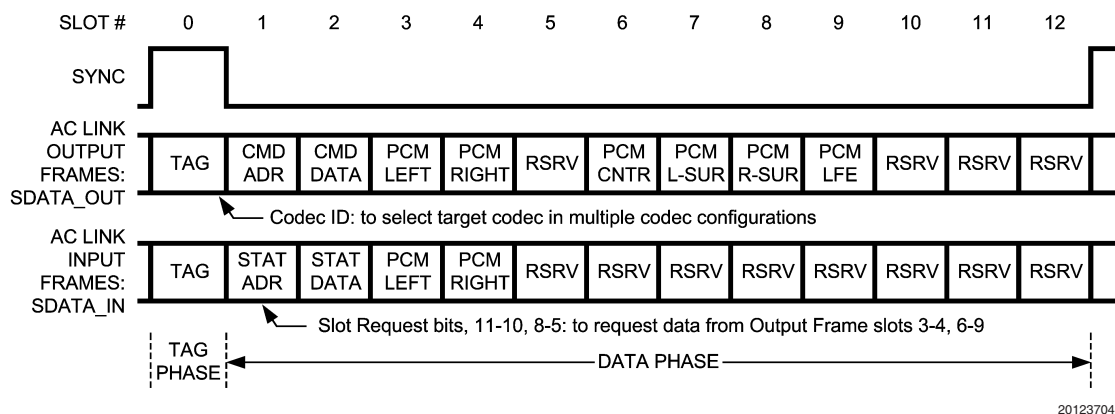 SLOT # 0 1 2 3 4 5 6 7 8 9 10 11 12
SYNC
AC LINK
OUTPUT
FRAMES:
SDATA_OUT
TAG
CMD
ADR
CMD
DATA
PCM
LEFT
PCM
RIGHT
RSRV
PCM
CNTR
PCM
L-SUR
PCM
R-SUR
PCM
LFE
RSRV
RSRV
RSRV
Codec ID: to select target codec in multiple codec configurations
AC LINK
INPUT
FRAMES:
SDATA_IN
TAG
STAT
ADR
STAT
DATA
PCM
LEFT
PCM
RIGHT
RSRV
RSRV
RSRV
RSRV
RSRV
RSRV
RSRV
RSRV
Slot Request bits, 11-10, 8-5: to request data from Output Frame slots 3-4, 6-9
TAG
PHASE
DATA PHASE
20123704